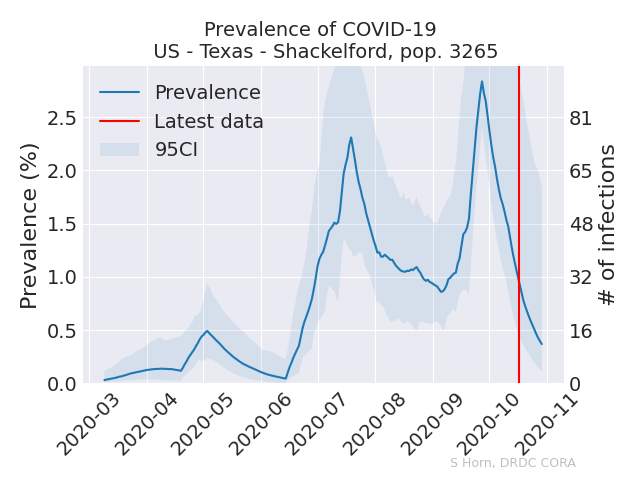 Prevalence of COVID-19
US - Texas - Shackelford, pop. 3265
Prevalence
Latest data
95CI
Prevalence (%)
2.5
2.0
1.5
1.0
0.5
0.0
81
65
48
32
16
0
# of infections
2020-03
2020-04
2020-05
2020-06
2020-07
2020-08
2020-09
2020-10
2020-11
S Horn, DRDC CORA